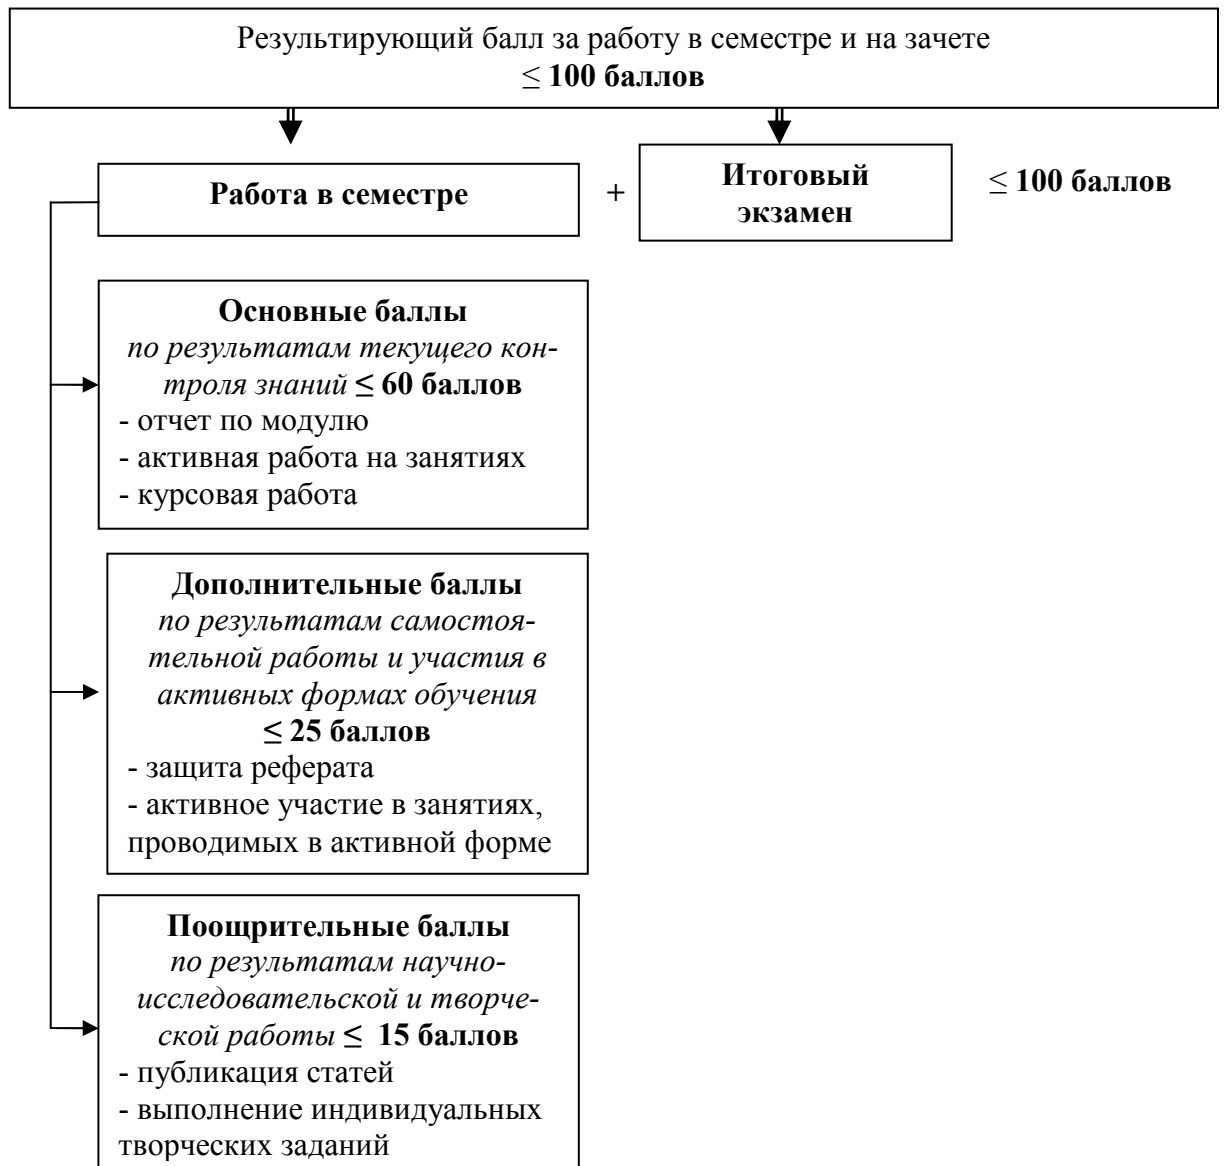 Результирующий балл за работу в семестре и на зачете
≤ 100 баллов
Работа в семестре
+
Итоговый
экзамен
≤ 100 баллов
Основные баллы
по результатам текущего кон-
троля знаний ≤ 60 баллов
- отчет по модулю
- активная работа на занятиях
- курсовая работа
Дополнительные баллы
по результатам самостоя-
тельной работы и участия в
активных формах обучения
≤ 25 баллов
- защита реферата
- активное участие в занятиях,
проводимых в активной форме
Поощрительные баллы
по результатам научно-
исследовательской и творче-
ской работы ≤ 15 баллов
- публикация статей
- выполнение индивидуальных
творческих заданий